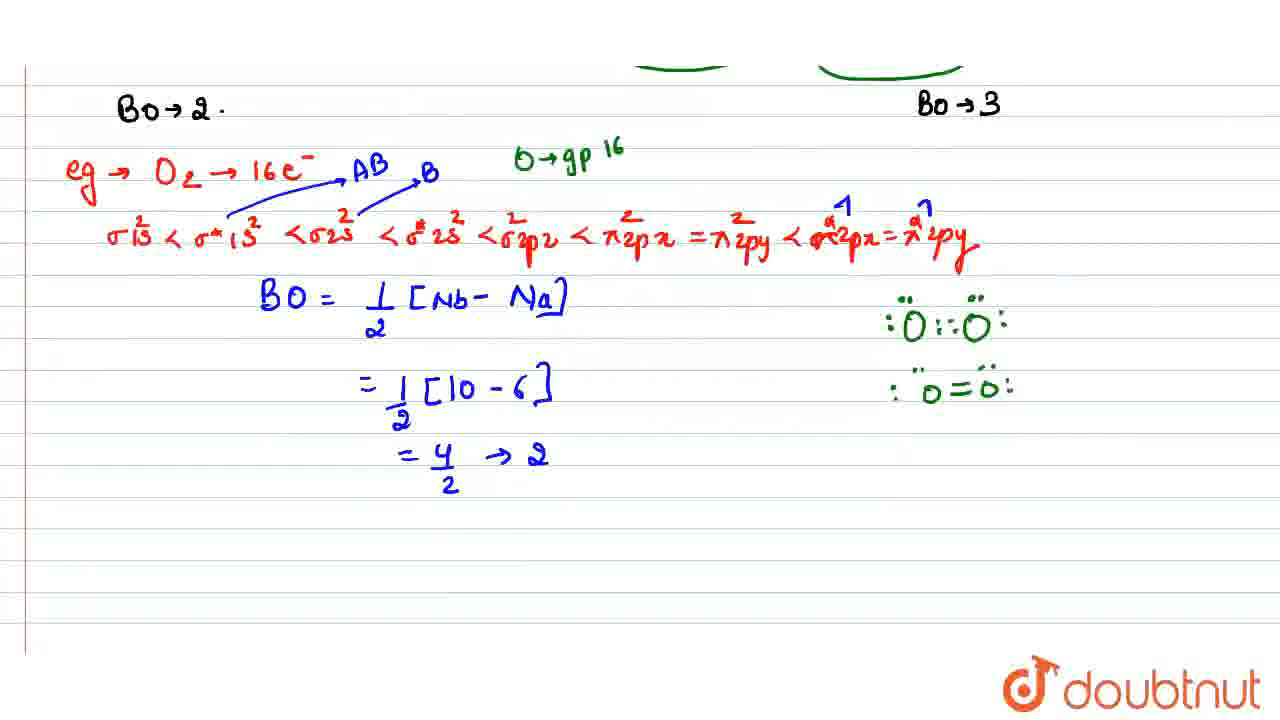 BO→2.
BO→3
eg→ O₂→16e⁻
AB
B
O→gp 16
σ1s² < σ*1s² < σ2s² < σ*2s² < σ2pz² < π2px² = π2py² < π*2px¹ = π*2py¹
BO = 1/2 [Nb - Na]
= 1/2 [10 - 6]
= 4/2 → 2
:O::O:
:O=O:
doubtnut